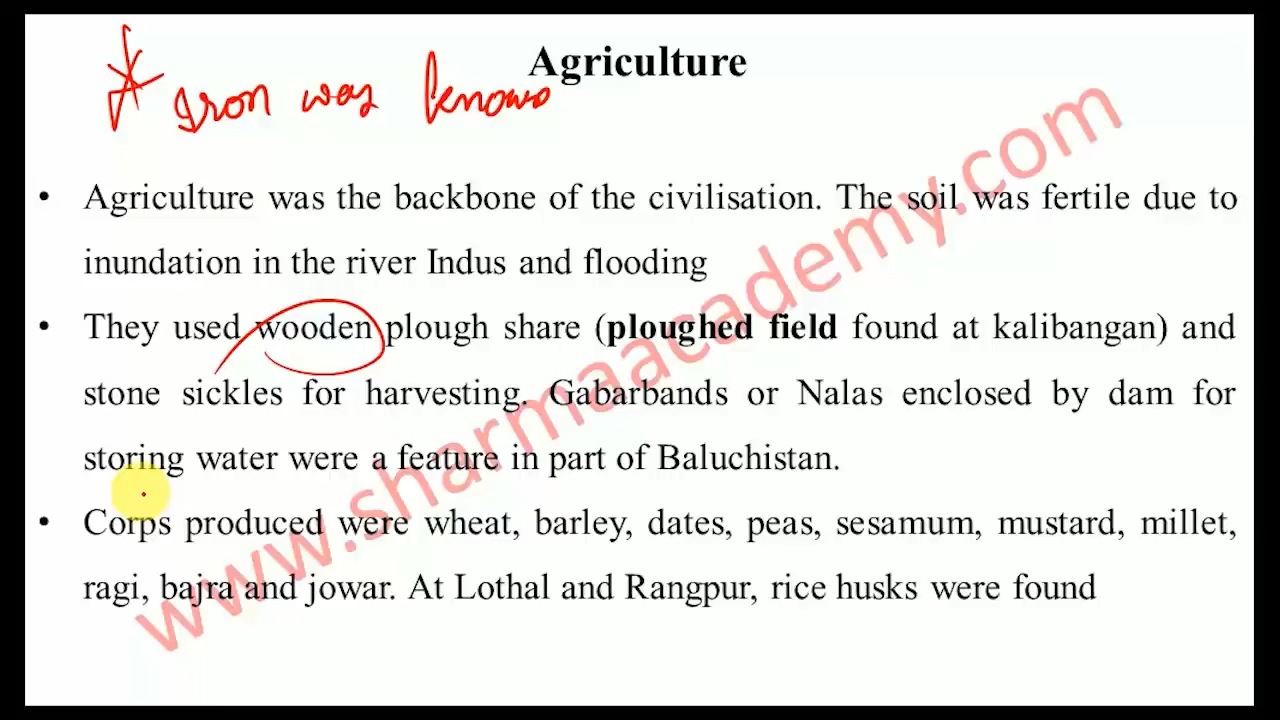 Agriculture
* Iron was known
• Agriculture was the backbone of the civilisation. The soil was fertile due to
inundation in the river Indus and flooding
• They used wooden plough share (ploughed field found at kalibangan) and
stone sickles for harvesting. Gabarbands or Nalas enclosed by dam for
storing water were a feature in part of Baluchistan.
• Corps produced were wheat, barley, dates, peas, sesamum, mustard, millet,
ragi, bajra and jowar. At Lothal and Rangpur, rice husks were found
www.sharmaacademy.com